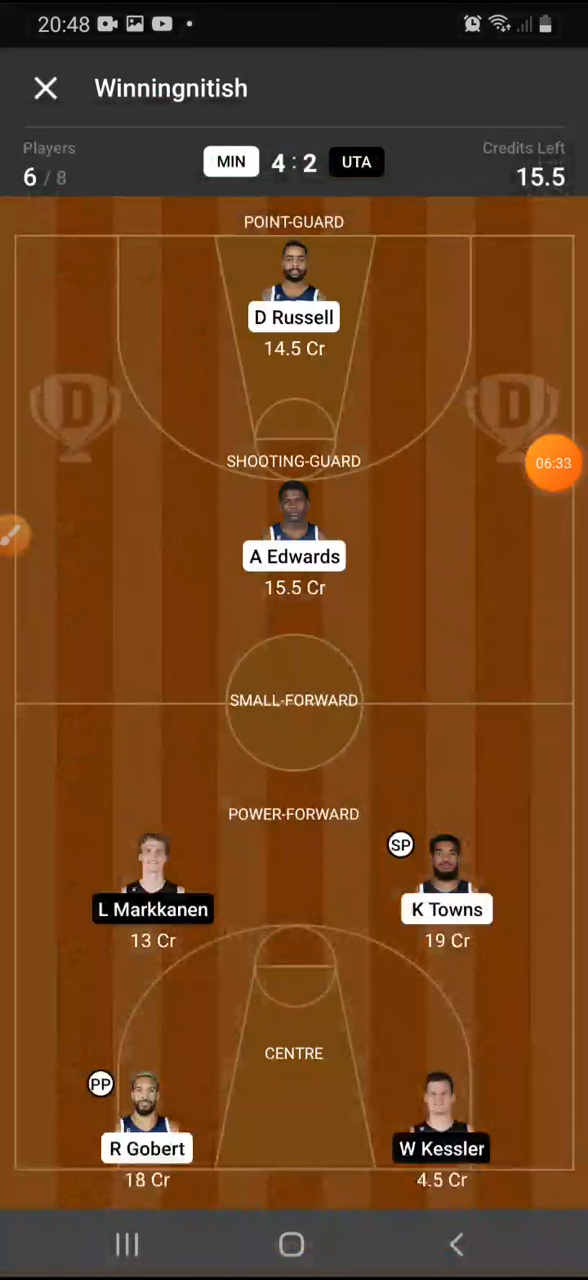 20:48
Winningnitish
Players
Credits Left
6 / 8
MIN 4 : 2 UTA
15.5
POINT-GUARD
D Russell
14.5 Cr
D
D
SHOOTING-GUARD
06:33
A Edwards
15.5 Cr
SMALL-FORWARD
POWER-FORWARD
SP
L Markkanen
K Towns
13 Cr
19 Cr
CENTRE
PP
R Gobert
W Kessler
18 Cr
4.5 Cr